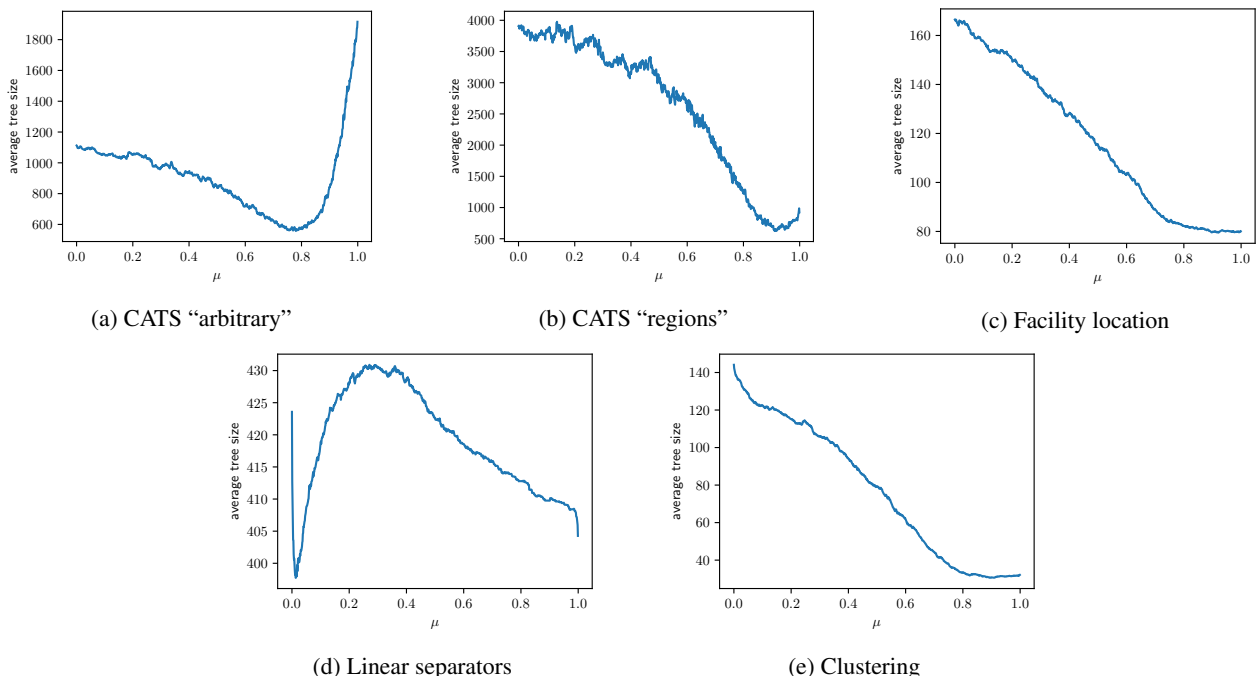 1800
1600
1400
1200
1000
800
600
average tree size
0.0 0.2 0.4 0.6 0.8 1.0
μ
(a) CATS “arbitrary”
4000
3500
3000
2500
2000
1500
1000
500
average tree size
0.0 0.2 0.4 0.6 0.8 1.0
μ
(b) CATS “regions”
160
140
120
100
80
average tree size
0.0 0.2 0.4 0.6 0.8 1.0
μ
(c) Facility location
430
425
420
415
410
405
400
average tree size
0.0 0.2 0.4 0.6 0.8 1.0
μ
(d) Linear separators
140
120
100
80
60
40
average tree size
0.0 0.2 0.4 0.6 0.8 1.0
μ
(e) Clustering